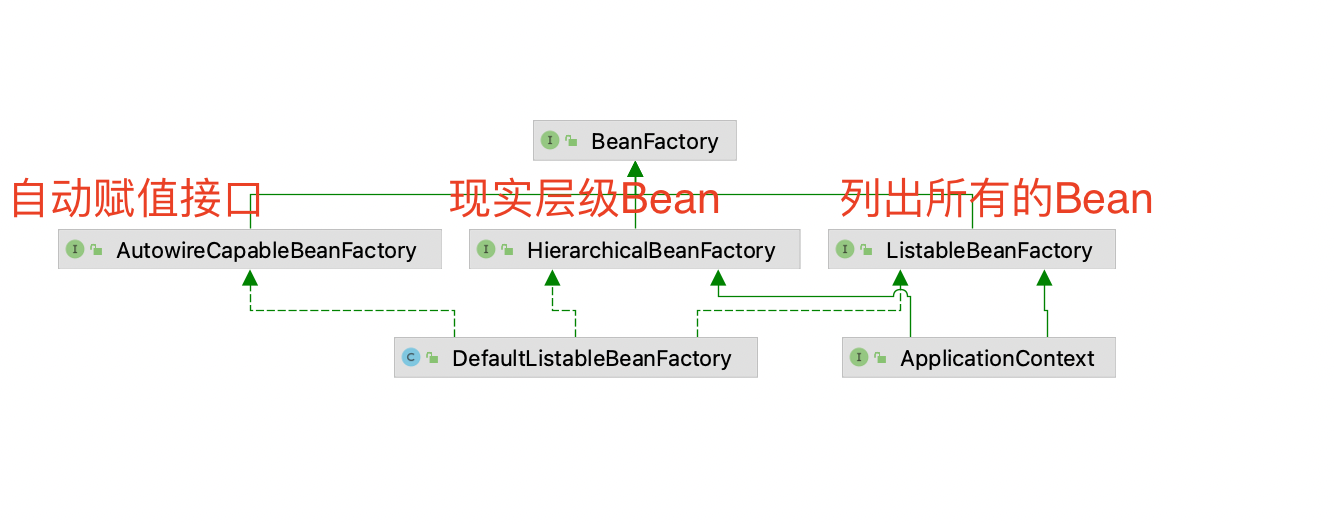 I BeanFactory
自动赋值接口 现实层级Bean 列出所有的Bean
I AutowireCapableBeanFactory I HierarchicalBeanFactory I ListableBeanFactory
C DefaultListableBeanFactory I ApplicationContext